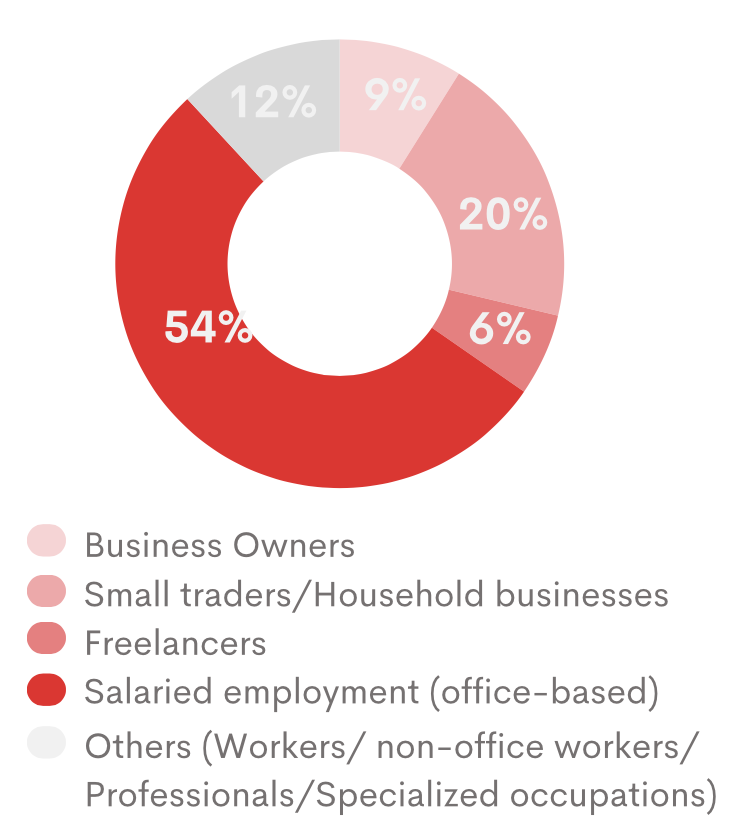 12%
9%
20%
54%
6%
Business Owners
Small traders/Household businesses
Freelancers
Salaried employment (office-based)
Others (Workers/ non-office workers/
Professionals/Specialized occupations)